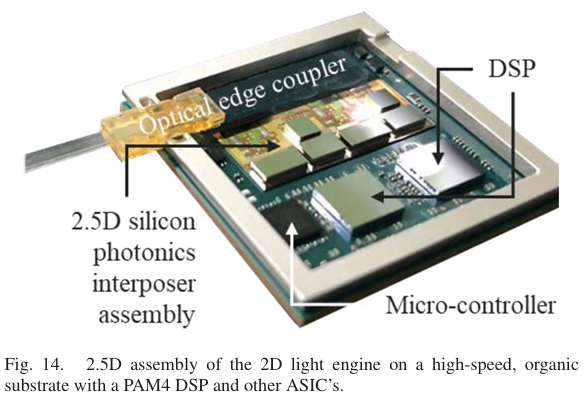 Optical edge coupler
DSP
2.5D silicon
photonics
interposer
assembly
Micro-controller
Fig. 14. 2.5D assembly of the 2D light engine on a high-speed, organic
substrate with a PAM4 DSP and other ASIC's.